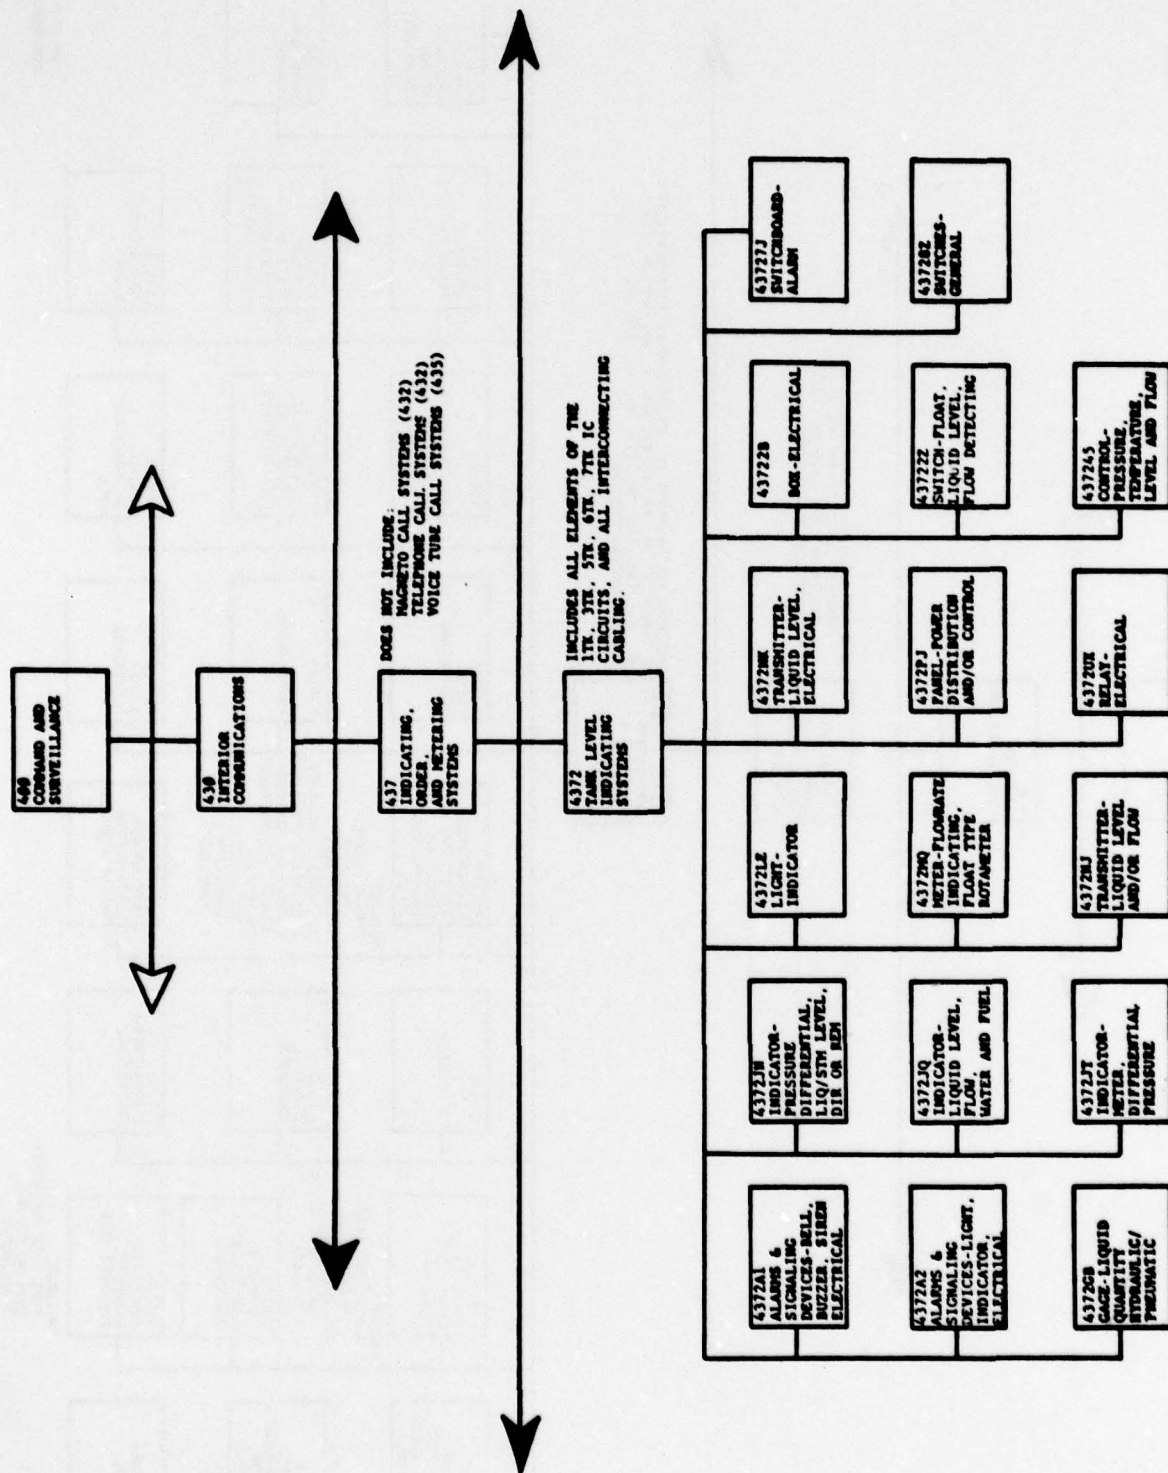 400
COMMAND AND
SURVEILLANCE
430
INTERIOR
COMMUNICATIONS
437
INDICATING,
ORDER,
AND METERING
SYSTEMS
DOES NOT INCLUDE:
MAGNETO CALL SYSTEMS (432)
TELEPHONE CALL SYSTEMS (432)
VOICE TUBE CALL SYSTEMS (435)
4372
TANK LEVEL
INDICATING
SYSTEMS
INCLUDES ALL ELEMENTS OF THE
1TK, 3TK, 5TK, 6TK, 7TK IC
CIRCUITS, AND ALL INTERCONNECTING
CABLING.
4372A1
ALARMS &
SIGNALING
DEVICES-BELL,
BUZZER, SIREN
ELECTRICAL
4372A2
ALARMS &
SIGNALING
DEVICES-LIGHT,
INDICATOR,
ELECTRICAL
4372GB
GAGE-LIQUID
QUANTITY
HYDRAULIC/
PNEUMATIC
4372JN
INDICATOR-
PRESSURE
DIFFERENTIAL,
LIQ/STM LEVEL,
DIR OR REM
4372JQ
INDICATOR-
LIQUID LEVEL,
FLOW,
WATER AND FUEL
4372JT
INDICATOR-
METER,
DIFFERENTIAL
PRESSURE
4372LE
LIGHT-
INDICATOR
4372MQ
METER-FLOWRATE
INDICATING,
FLOAT TYPE
ROTAMETER
4372NJ
TRANSMITTER-
LIQUID LEVEL
AND/OR FLOW
4372NK
TRANSMITTER-
LIQUID LEVEL,
ELECTRICAL
4372PJ
PANEL-POWER
DISTRIBUTION
AND/OR CONTROL
4372UX
RELAY-
ELECTRICAL
43722B
BOX-ELECTRICAL
43722Z
SWITCH-FLOAT,
LIQUID LEVEL,
FLOW DETECTING
437245
CONTROL-
PRESSURE,
TEMPERATURE,
LEVEL AND FLOW
43727J
SWITCHBOARD-
ALARM
43728Z
SWITCHES-
GENERAL